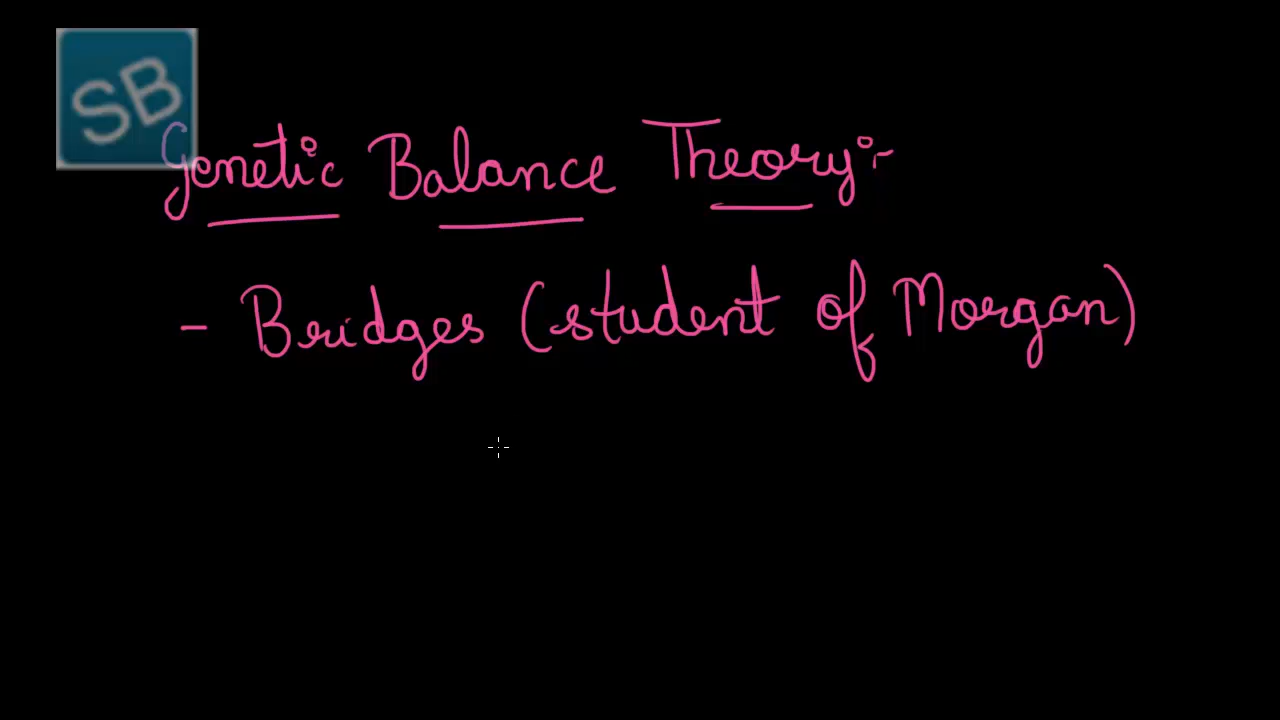 SB
Genetic Balance Theory:-
- Bridges (student of Morgan)